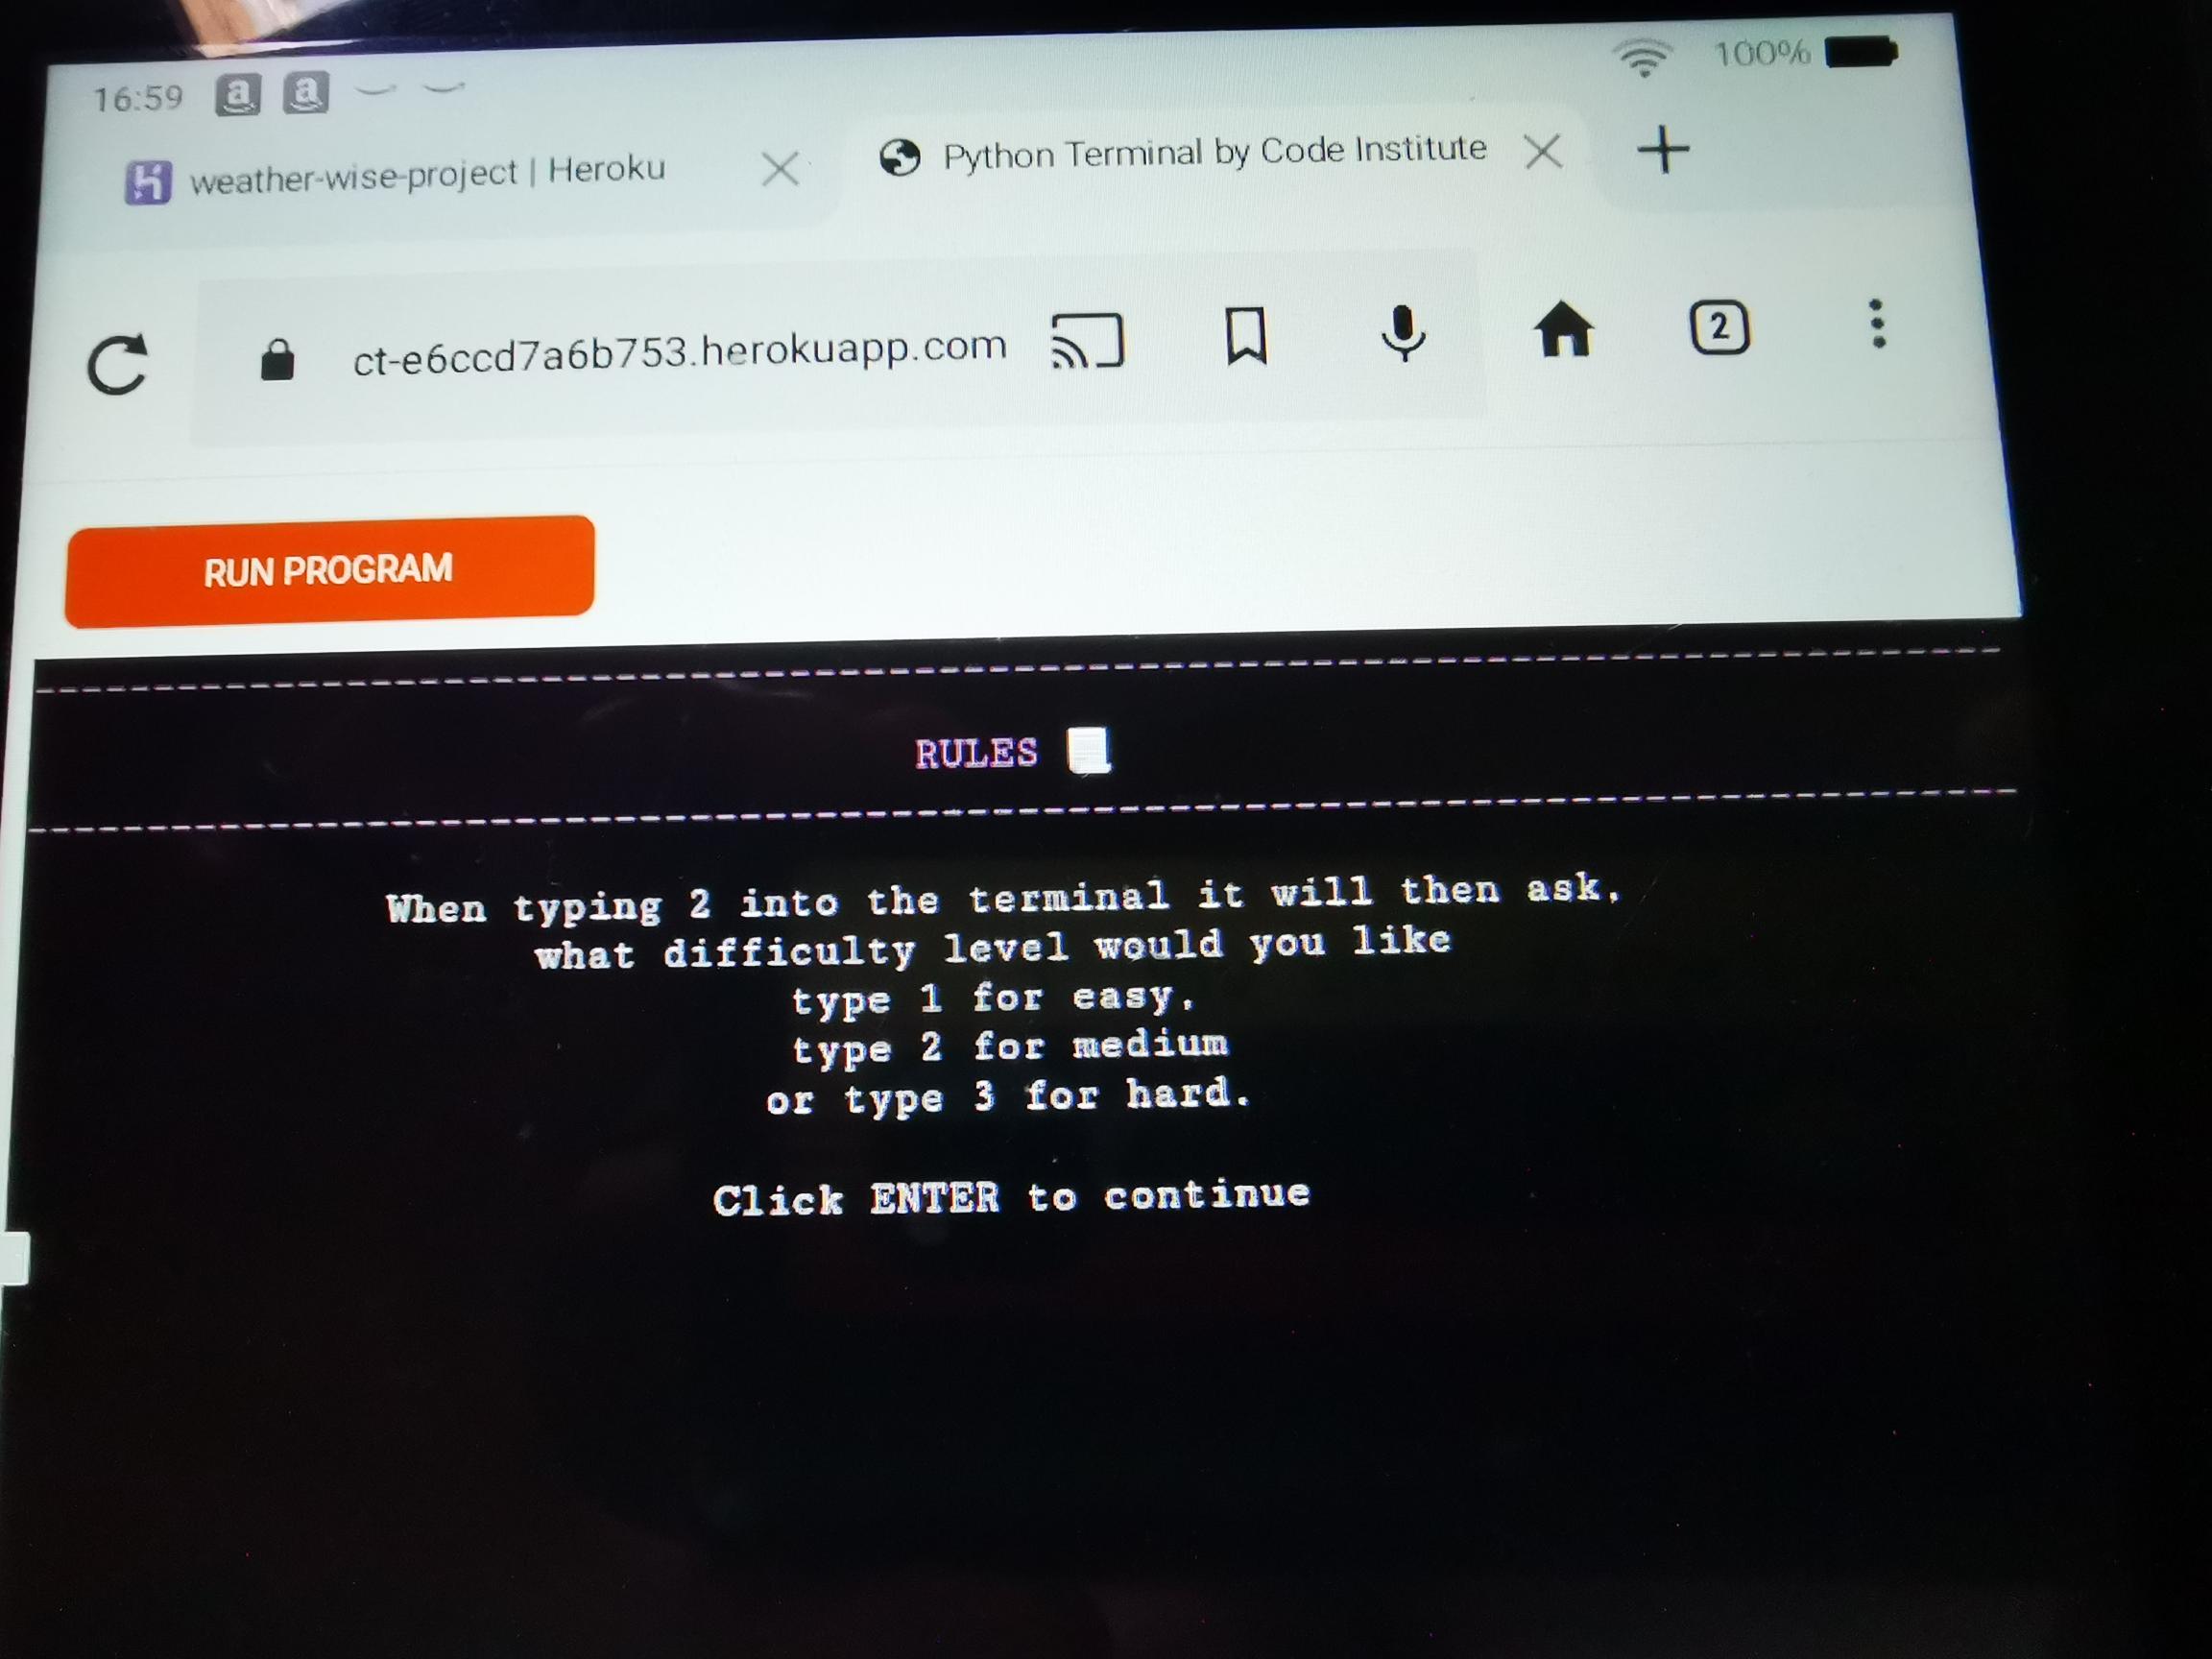 16:59
100%
weather-wise-project | Heroku
Python Terminal by Code Institute
ct-e6ccd7a6b753.herokuapp.com
2
RUN PROGRAM
RULES
When typing 2 into the terminal it will then ask,
what difficulty level would you like
type 1 for easy,
type 2 for medium
or type 3 for hard.
Click ENTER to continue